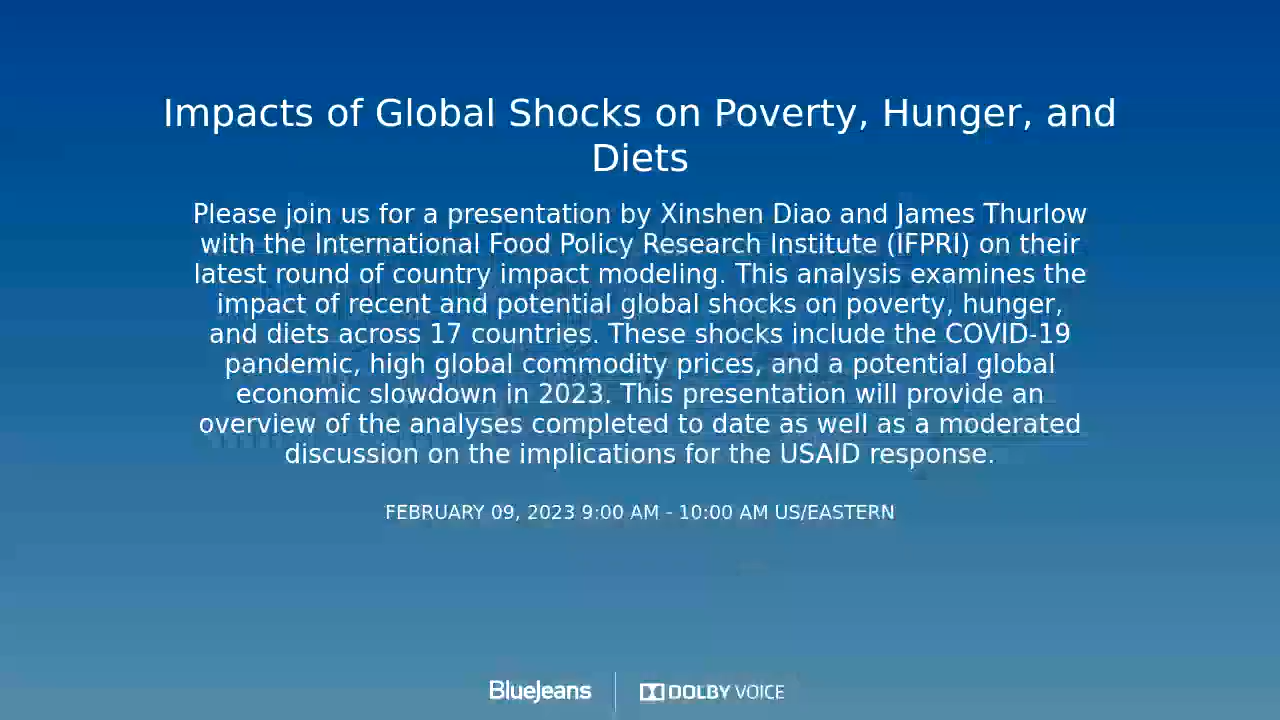 Impacts of Global Shocks on Poverty, Hunger, and
Diets
Please join us for a presentation by Xinshen Diao and James Thurlow
with the International Food Policy Research Institute (IFPRI) on their
latest round of country impact modeling. This analysis examines the
impact of recent and potential global shocks on poverty, hunger,
and diets across 17 countries. These shocks include the COVID-19
pandemic, high global commodity prices, and a potential global
economic slowdown in 2023. This presentation will provide an
overview of the analyses completed to date as well as a moderated
discussion on the implications for the USAID response.
FEBRUARY 09, 2023 9:00 AM - 10:00 AM US/EASTERN
BlueJeans
DOLBY VOICE